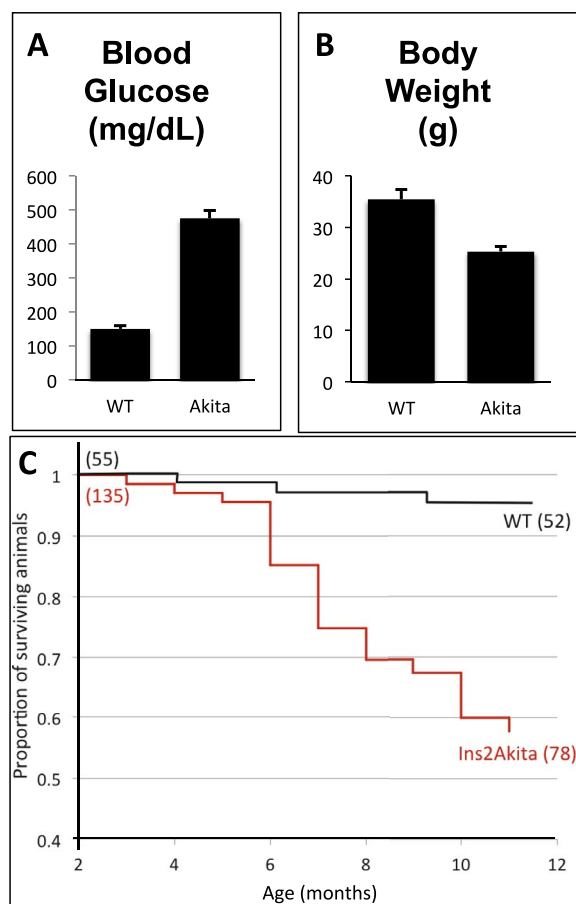 A
Blood
Glucose
(mg/dL)
600
500
400
300
200
100
0
WT Akita
B
Body
Weight
(g)
40
30
20
10
0
WT Akita
C
Proportion of surviving animals
(55)
(135)
1
0.9
0.8
0.7
0.6
0.5
0.4
WT (52)
Ins2Akita (78)
2 4 6 8 10 12
Age (months)